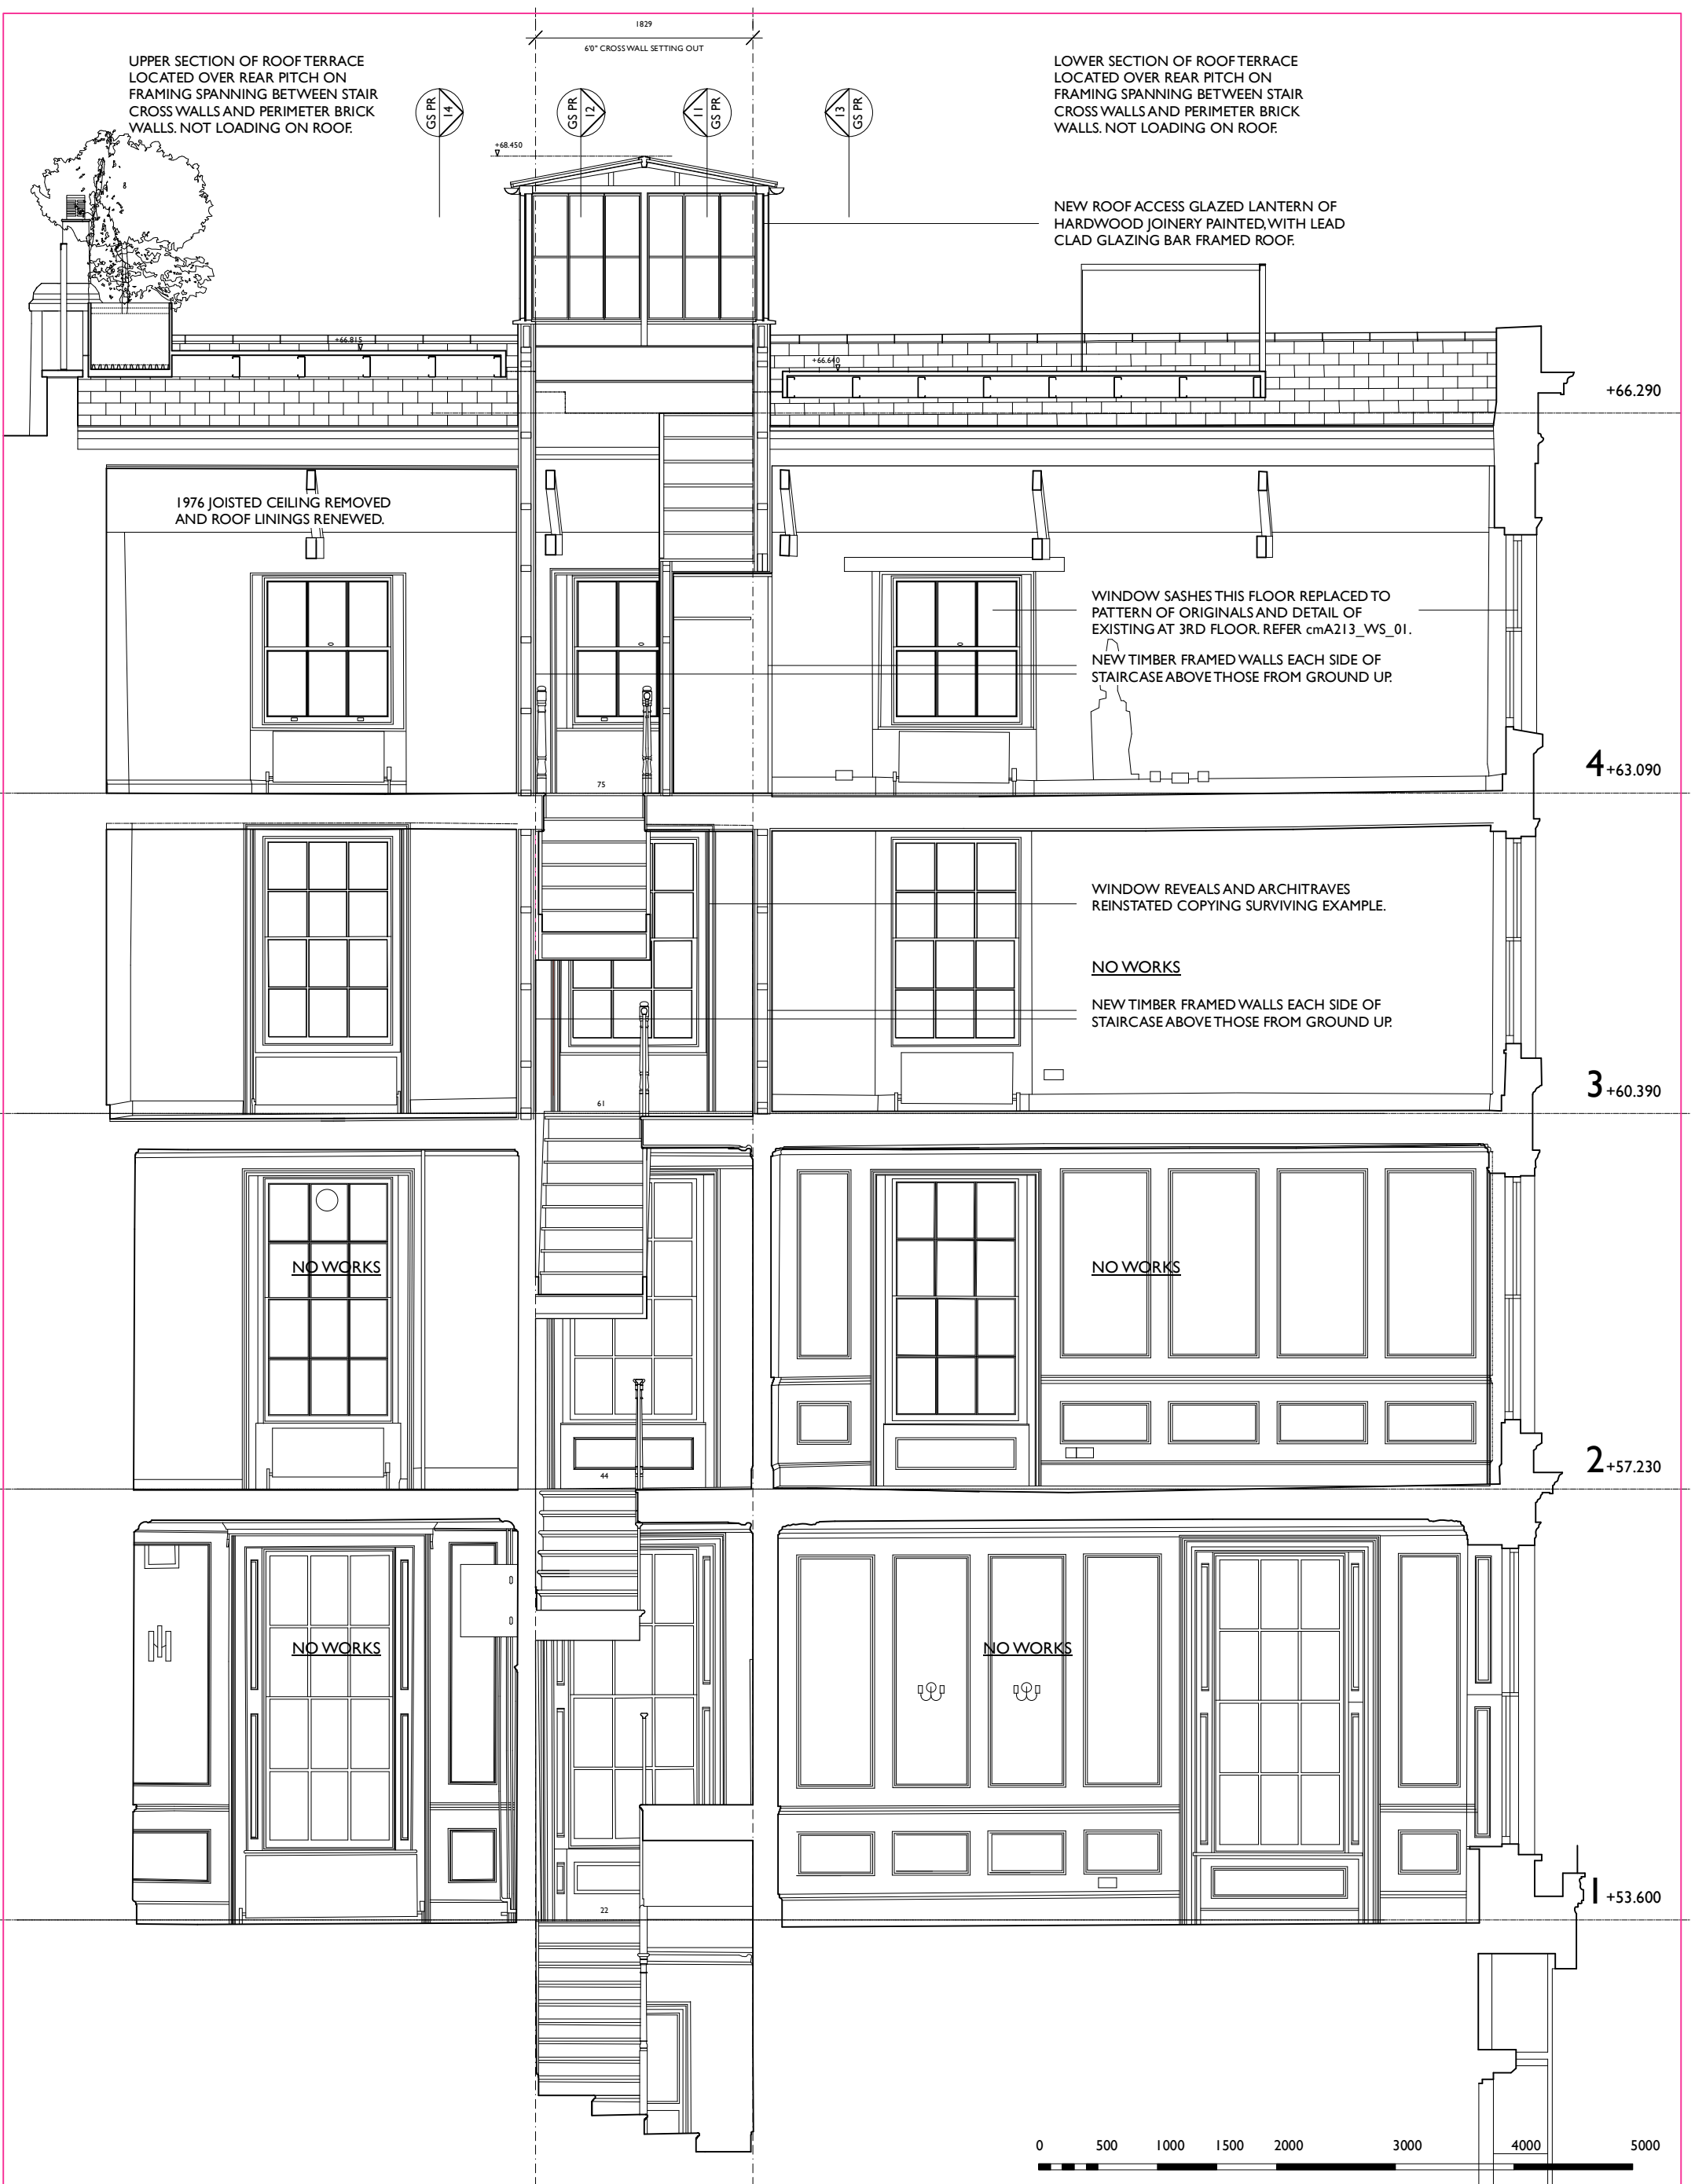 1829
6'0" CROSS WALL SETTING OUT
UPPER SECTION OF ROOF TERRACE
LOCATED OVER REAR PITCH ON
FRAMING SPANNING BETWEEN STAIR
CROSS WALLS AND PERIMETER BRICK
WALLS. NOT LOADING ON ROOF.
LOWER SECTION OF ROOF TERRACE
LOCATED OVER REAR PITCH ON
FRAMING SPANNING BETWEEN STAIR
CROSS WALLS AND PERIMETER BRICK
WALLS. NOT LOADING ON ROOF.
GS PR
14
GS PR
12
11
GS PR
13
GS PR
+68.450
NEW ROOF ACCESS GLAZED LANTERN OF
HARDWOOD JOINERY PAINTED, WITH LEAD
CLAD GLAZING BAR FRAMED ROOF.
+66.815
+66.640
+66.290
1976 JOISTED CEILING REMOVED
AND ROOF LININGS RENEWED.
WINDOW SASHES THIS FLOOR REPLACED TO
PATTERN OF ORIGINALS AND DETAIL OF
EXISTING AT 3RD FLOOR. REFER cmA213_WS_01.
NEW TIMBER FRAMED WALLS EACH SIDE OF
STAIRCASE ABOVE THOSE FROM GROUND UP.
4 +63.090
75
WINDOW REVEALS AND ARCHITRAVES
REINSTATED COPYING SURVIVING EXAMPLE.
NO WORKS
NEW TIMBER FRAMED WALLS EACH SIDE OF
STAIRCASE ABOVE THOSE FROM GROUND UP.
3 +60.390
61
NO WORKS
NO WORKS
2 +57.230
44
NO WORKS
NO WORKS
1 +53.600
22
0 500 1000 1500 2000 3000 4000 5000